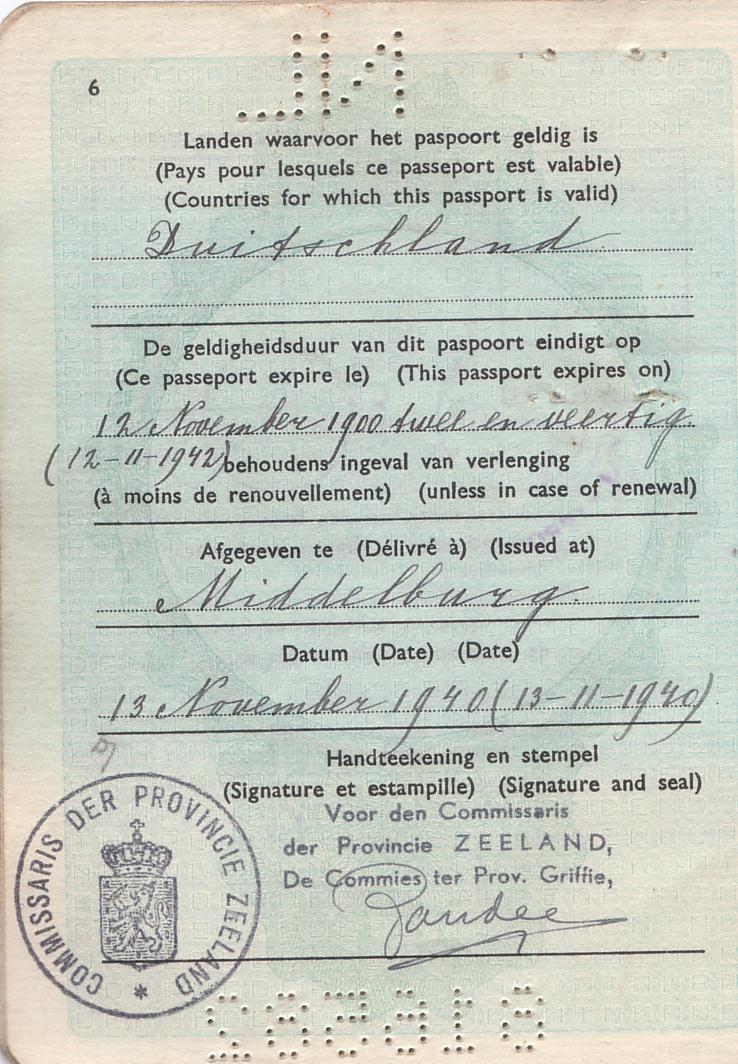 6
Landen waarvoor het paspoort geldig is
(Pays pour lesquels ce passeport est valable)
(Countries for which this passport is valid)
Duitschland
De geldigheidsduur van dit paspoort eindigt op
(Ce passeport expire le) (This passport expires on)
12 November 1900 twee en veertig
(12-11-1942) behoudens ingeval van verlenging
(à moins de renouvellement) (unless in case of renewal)
Afgegeven te (Délivré à) (Issued at)
Middelburg.
Datum (Date) (Date)
13 November 1940 (13-11-1940)
Handteekening en stempel
(Signature et estampille) (Signature and seal)
Voor den Commissaris
der Provincie ZEELAND,
De Commies ter Prov. Griffie,
COMMISSARIS DER PROVINCIE ZEELAND *